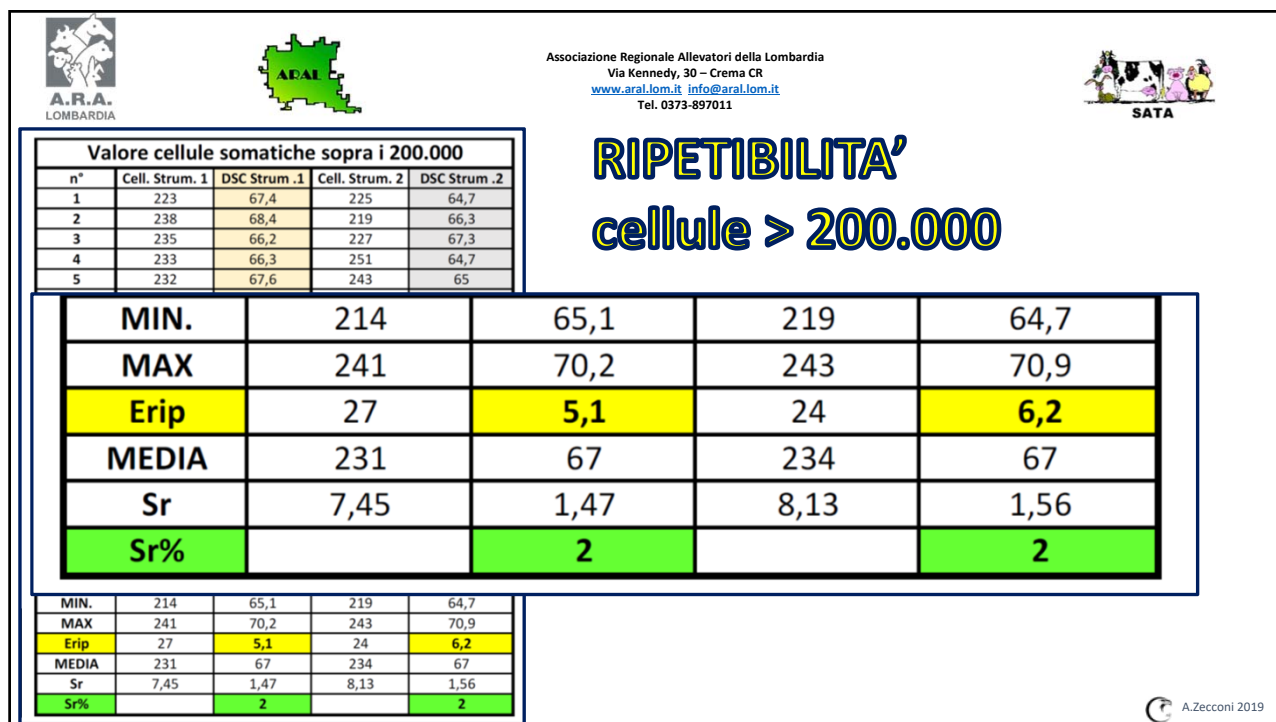 A.R.A.
LOMBARDIA
ARAL
Associazione Regionale Allevatori della Lombardia
Via Kennedy, 30 – Crema CR
www.aral.lom.it info@aral.lom.it
Tel. 0373-897011
SATA
RIPETIBILITA’
cellule > 200.000
Valore cellule somatiche sopra i 200.000
n° Cell. Strum. 1 DSC Strum .1 Cell. Strum. 2 DSC Strum .2
1 223 67,4 225 64,7
2 238 68,4 219 66,3
3 235 66,2 227 67,3
4 233 66,3 251 64,7
5 232 67,6 243 65
MIN. 214 65,1 219 64,7
MAX 241 70,2 243 70,9
Erip 27 5,1 24 6,2
MEDIA 231 67 234 67
Sr 7,45 1,47 8,13 1,56
Sr% 2 2
MIN. 214 65,1 219 64,7
MAX 241 70,2 243 70,9
Erip 27 5,1 24 6,2
MEDIA 231 67 234 67
Sr 7,45 1,47 8,13 1,56
Sr% 2 2
A.Zecconi 2019